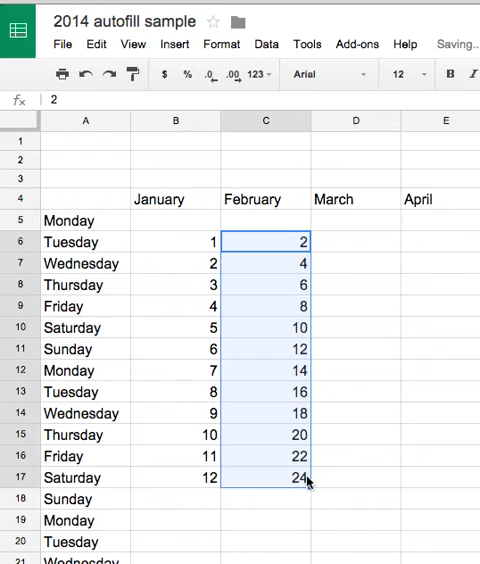 2014 autofill sample
File Edit View Insert Format Data Tools Add-ons Help Saving...
$ % .0 .00 123 Arial 12 B I
fx 2
A B C D E
1
2
3
4 January February March April
5 Monday
6 Tuesday 1 2
7 Wednesday 2 4
8 Thursday 3 6
9 Friday 4 8
10 Saturday 5 10
11 Sunday 6 12
12 Monday 7 14
13 Tuesday 8 16
14 Wednesday 9 18
15 Thursday 10 20
16 Friday 11 22
17 Saturday 12 24
18 Sunday
19 Monday
20 Tuesday
21 Wednesday